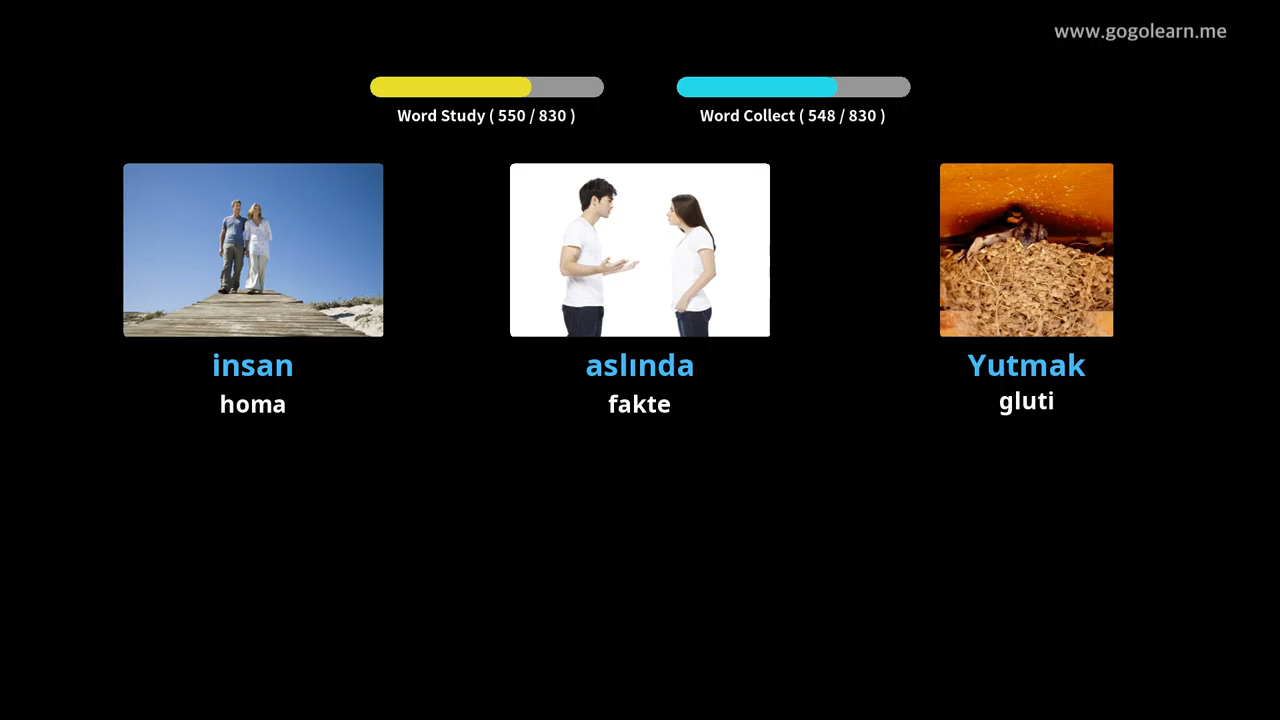 www.gogolearn.me
Word Study ( 550 / 830 )
Word Collect ( 548 / 830 )
insan
homa
aslında
fakte
Yutmak
gluti